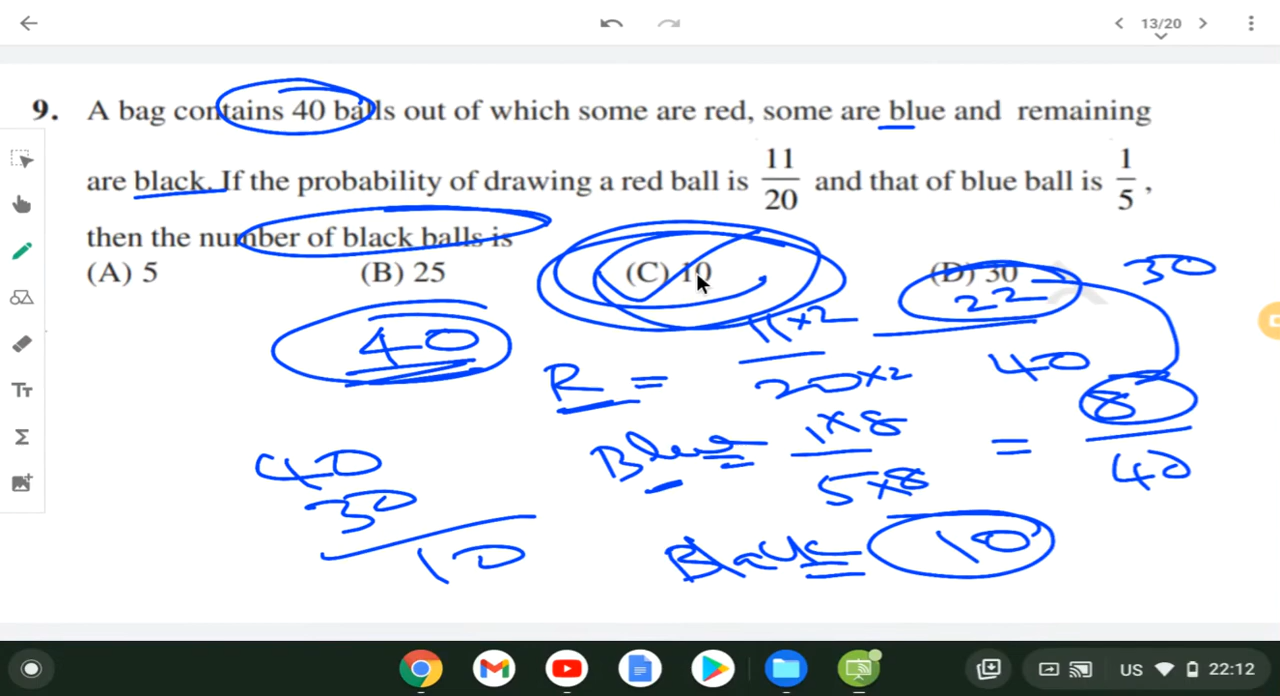 13/20
9. A bag contains 40 balls out of which some are red, some are blue and remaining
are black. If the probability of drawing a red ball is 11/20 and that of blue ball is 1/5,
then the number of black balls is
(A) 5 (B) 25 (C) 10 (D) 30
30
40
R = 11×2/20×2 22/40
Blue = 1×8/5×8 = 8/40
40
30
10
Black = 10
Tт
Σ
US 22:12